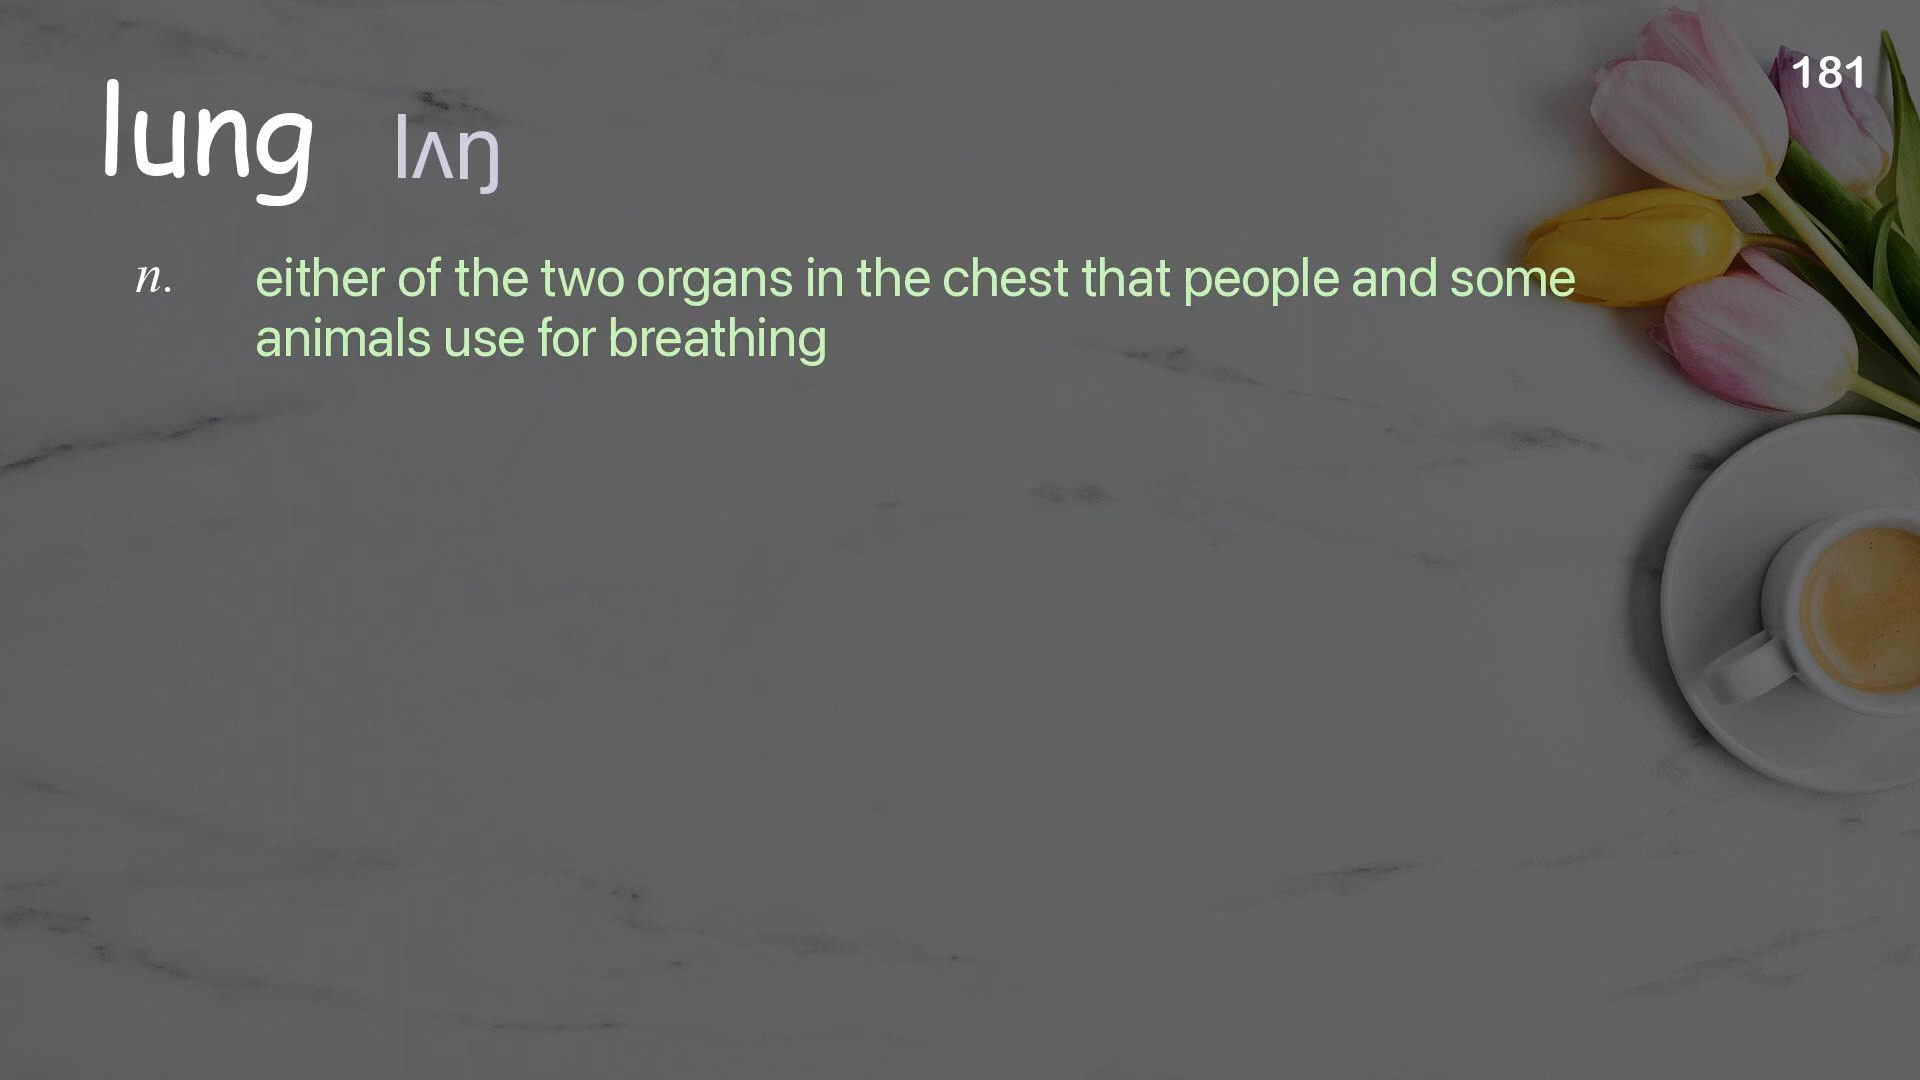 181
lung lʌŋ
n. either of the two organs in the chest that people and some
animals use for breathing